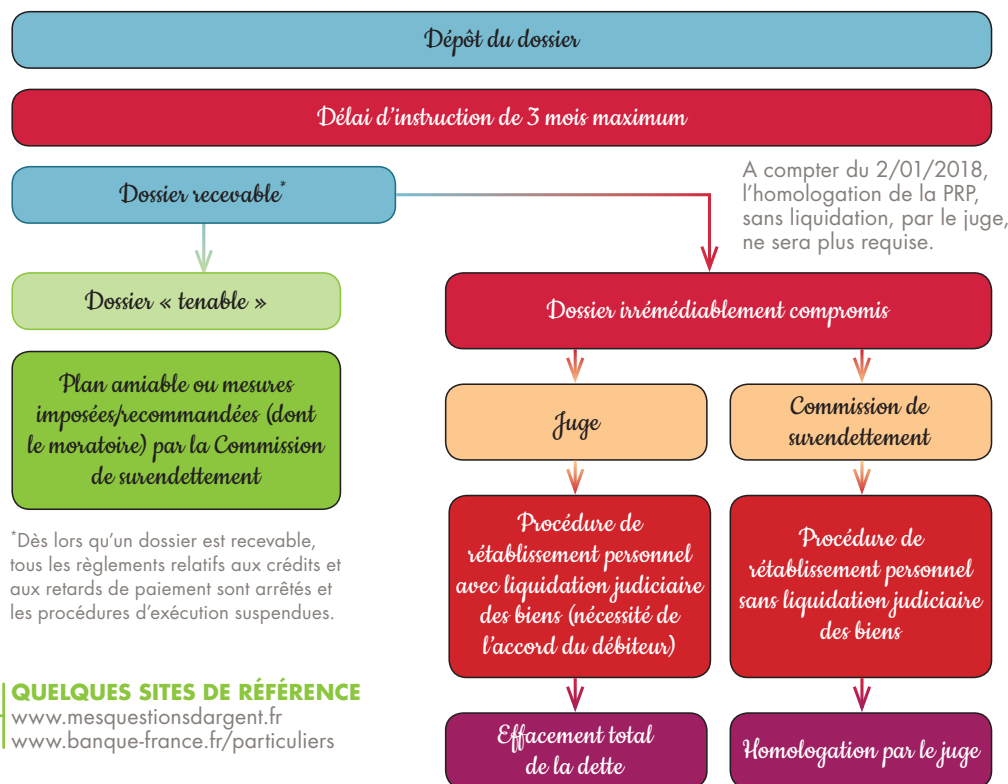 Dépôt du dossier
Délai d'instruction de 3 mois maximum
Dossier recevable*
A compter du 2/01/2018,
l'homologation de la PRP,
sans liquidation, par le juge,
ne sera plus requise.
Dossier « tenable »
Plan amiable ou mesures
imposées/recommandées (dont
le moratoire) par la Commission
de surendettement
*Dès lors qu'un dossier est recevable,
tous les règlements relatifs aux crédits et
aux retards de paiement sont arrêtés et
les procédures d'exécution suspendues.
Dossier irrémédiablement compromis
Juge
Procédure de
rétablissement personnel
avec liquidation judiciaire
des biens (nécessité de
l'accord du débiteur)
Effacement total
de la dette
Commission de
surendettement
Procédure de
rétablissement personnel
sans liquidation judiciaire
des biens
Homologation par le juge
QUELQUES SITES DE RÉFÉRENCE
www.mesquestionsdargent.fr
www.banque-france.fr/particuliers